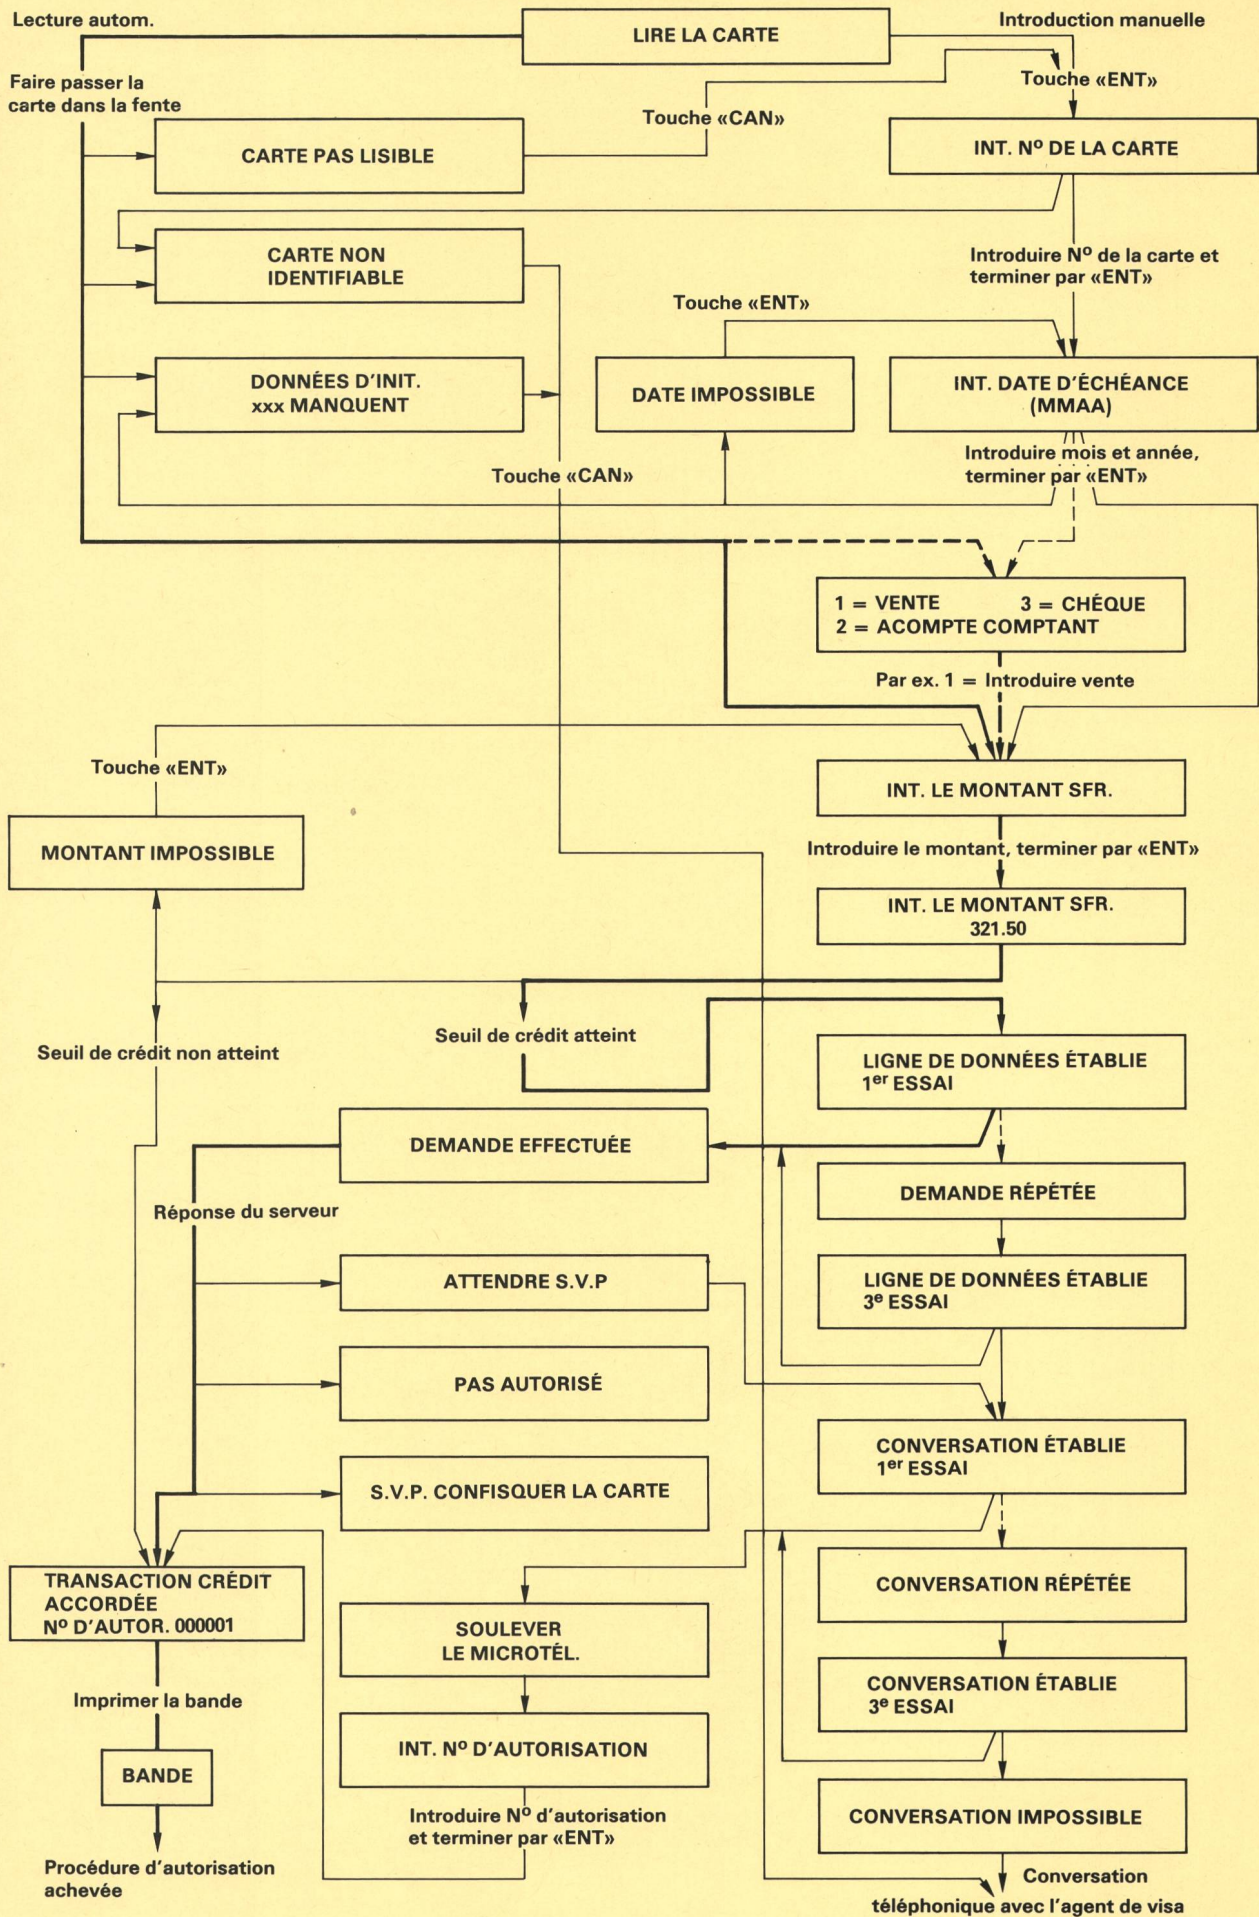 Lecture autom.
LIRE LA CARTE
Introduction manuelle
Faire passer la
carte dans la fente
Touche «ENT»
Touche «CAN»
CARTE PAS LISIBLE
INT. Nº DE LA CARTE
CARTE NON
IDENTIFIABLE
Introduire Nº de la carte et
terminer par «ENT»
Touche «ENT»
DONNÉES D'INIT.
xxx MANQUENT
DATE IMPOSSIBLE
INT. DATE D'ÉCHÉANCE
(MMAA)
Touche «CAN»
Introduire mois et année,
terminer par «ENT»
1 = VENTE 3 = CHÉQUE
2 = ACOMPTE COMPTANT
Par ex. 1 = Introduire vente
Touche «ENT»
INT. LE MONTANT SFR.
MONTANT IMPOSSIBLE
Introduire le montant, terminer par «ENT»
INT. LE MONTANT SFR.
321.50
Seuil de crédit non atteint
Seuil de crédit atteint
LIGNE DE DONNÉES ÉTABLIE
1er ESSAI
DEMANDE EFFECTUÉE
DEMANDE RÉPÉTÉE
Réponse du serveur
ATTENDRE S.V.P
LIGNE DE DONNÉES ÉTABLIE
3e ESSAI
PAS AUTORISÉ
CONVERSATION ÉTABLIE
1er ESSAI
S.V.P. CONFISQUER LA CARTE
TRANSACTION CRÉDIT
ACCORDÉE
Nº D'AUTOR. 000001
CONVERSATION RÉPÉTÉE
SOULEVER
LE MICROTÉL.
CONVERSATION ÉTABLIE
3e ESSAI
Imprimer la bande
INT. Nº D'AUTORISATION
BANDE
CONVERSATION IMPOSSIBLE
Introduire Nº d'autorisation
et terminer par «ENT»
Procédure d'autorisation
achevée
Conversation
téléphonique avec l'agent de visa